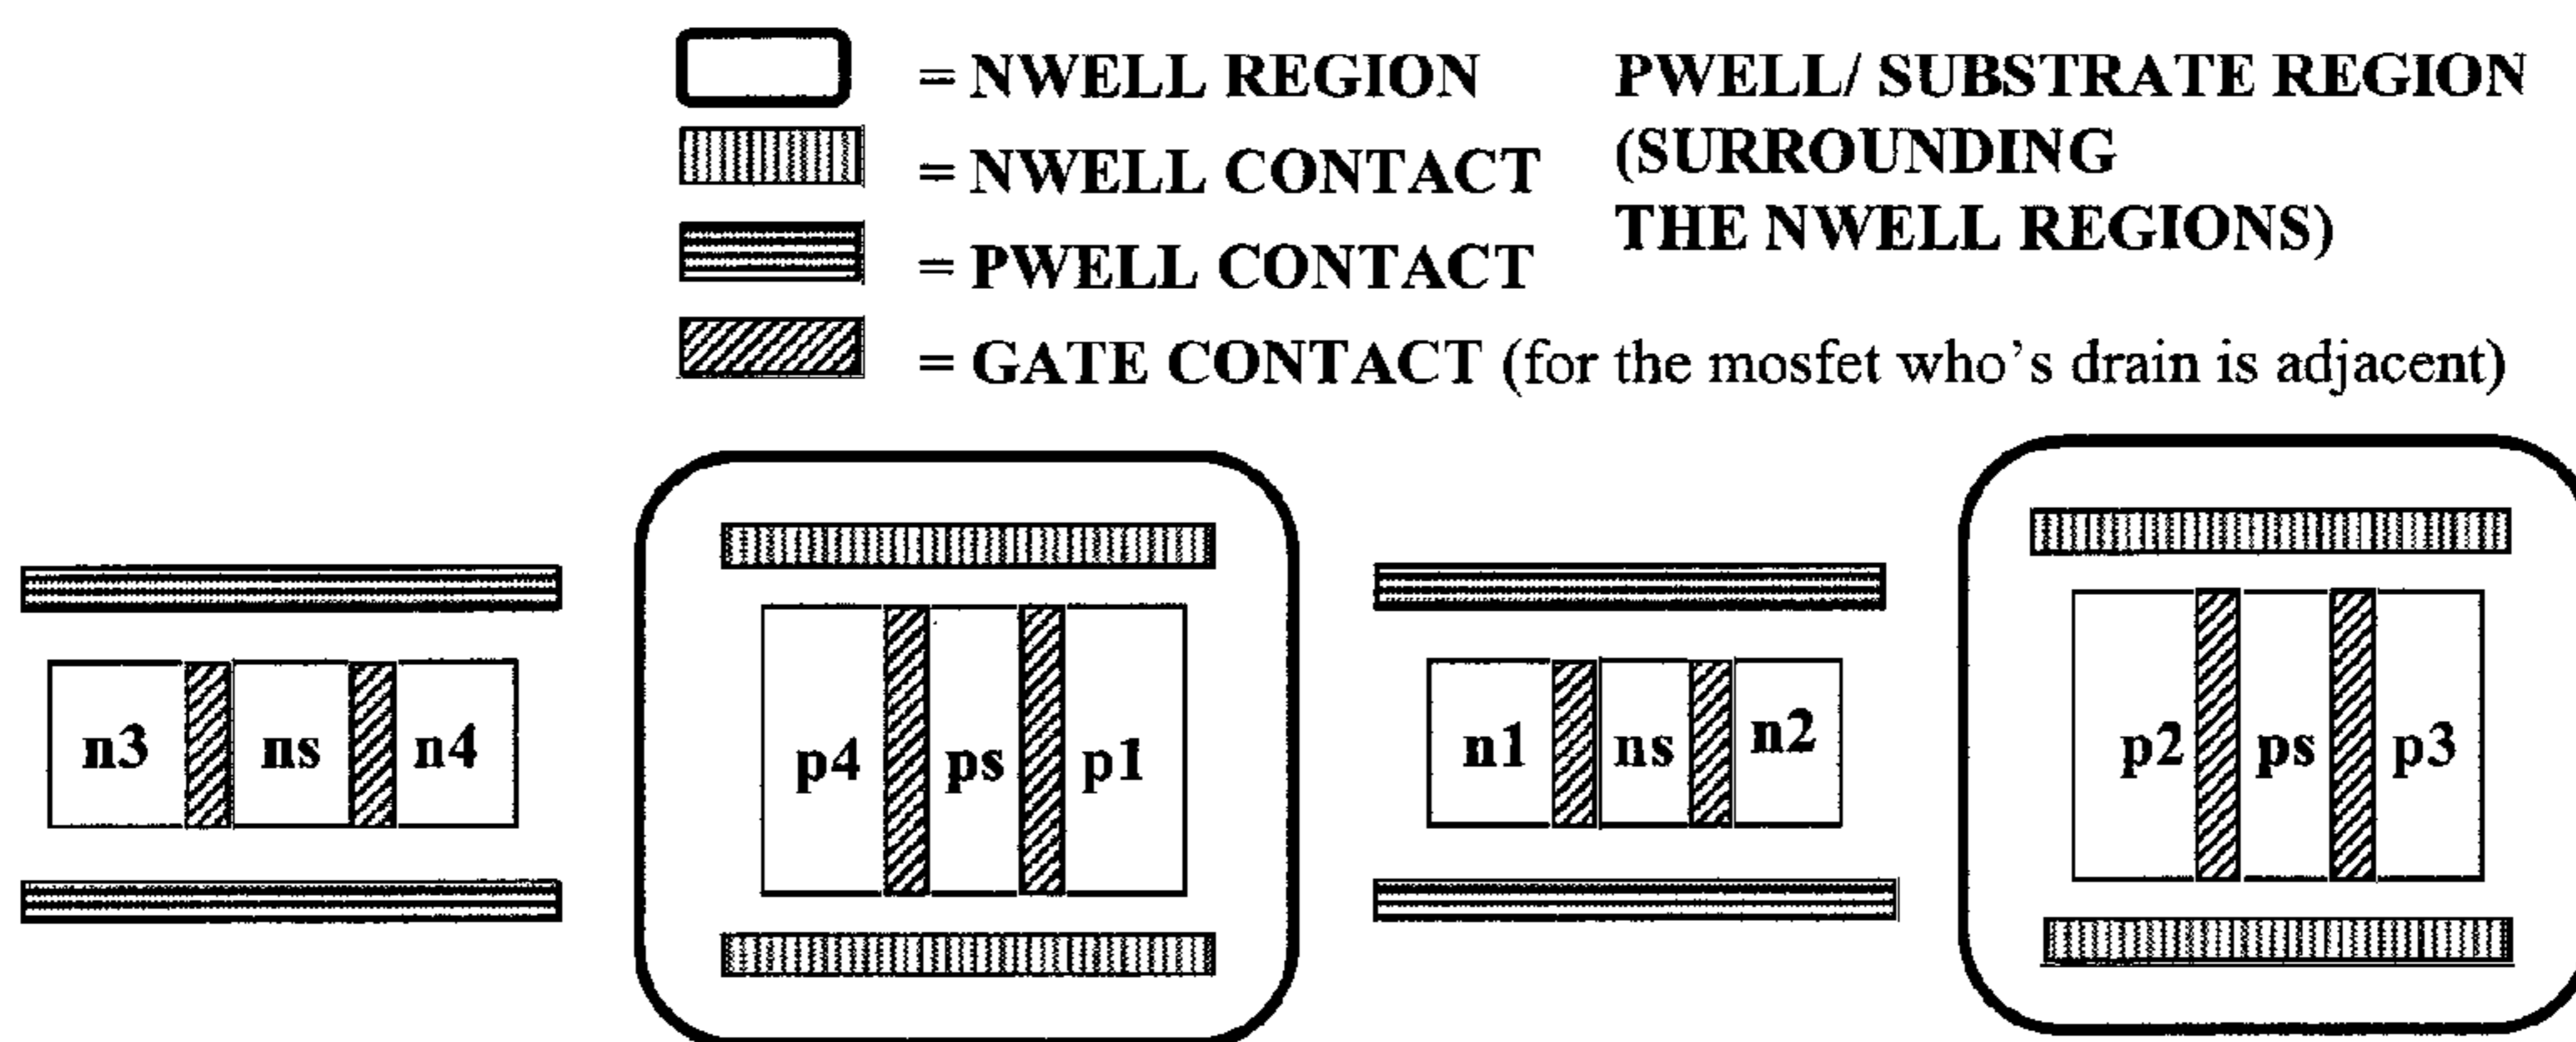 = NWELL REGION
= NWELL CONTACT
= PWELL CONTACT
= GATE CONTACT (for the mosfet who's drain is adjacent)
PWELL/ SUBSTRATE REGION
(SURROUNDING
THE NWELL REGIONS)
n3 ns n4 p4 ps p1 n1 ns n2 p2 ps p3